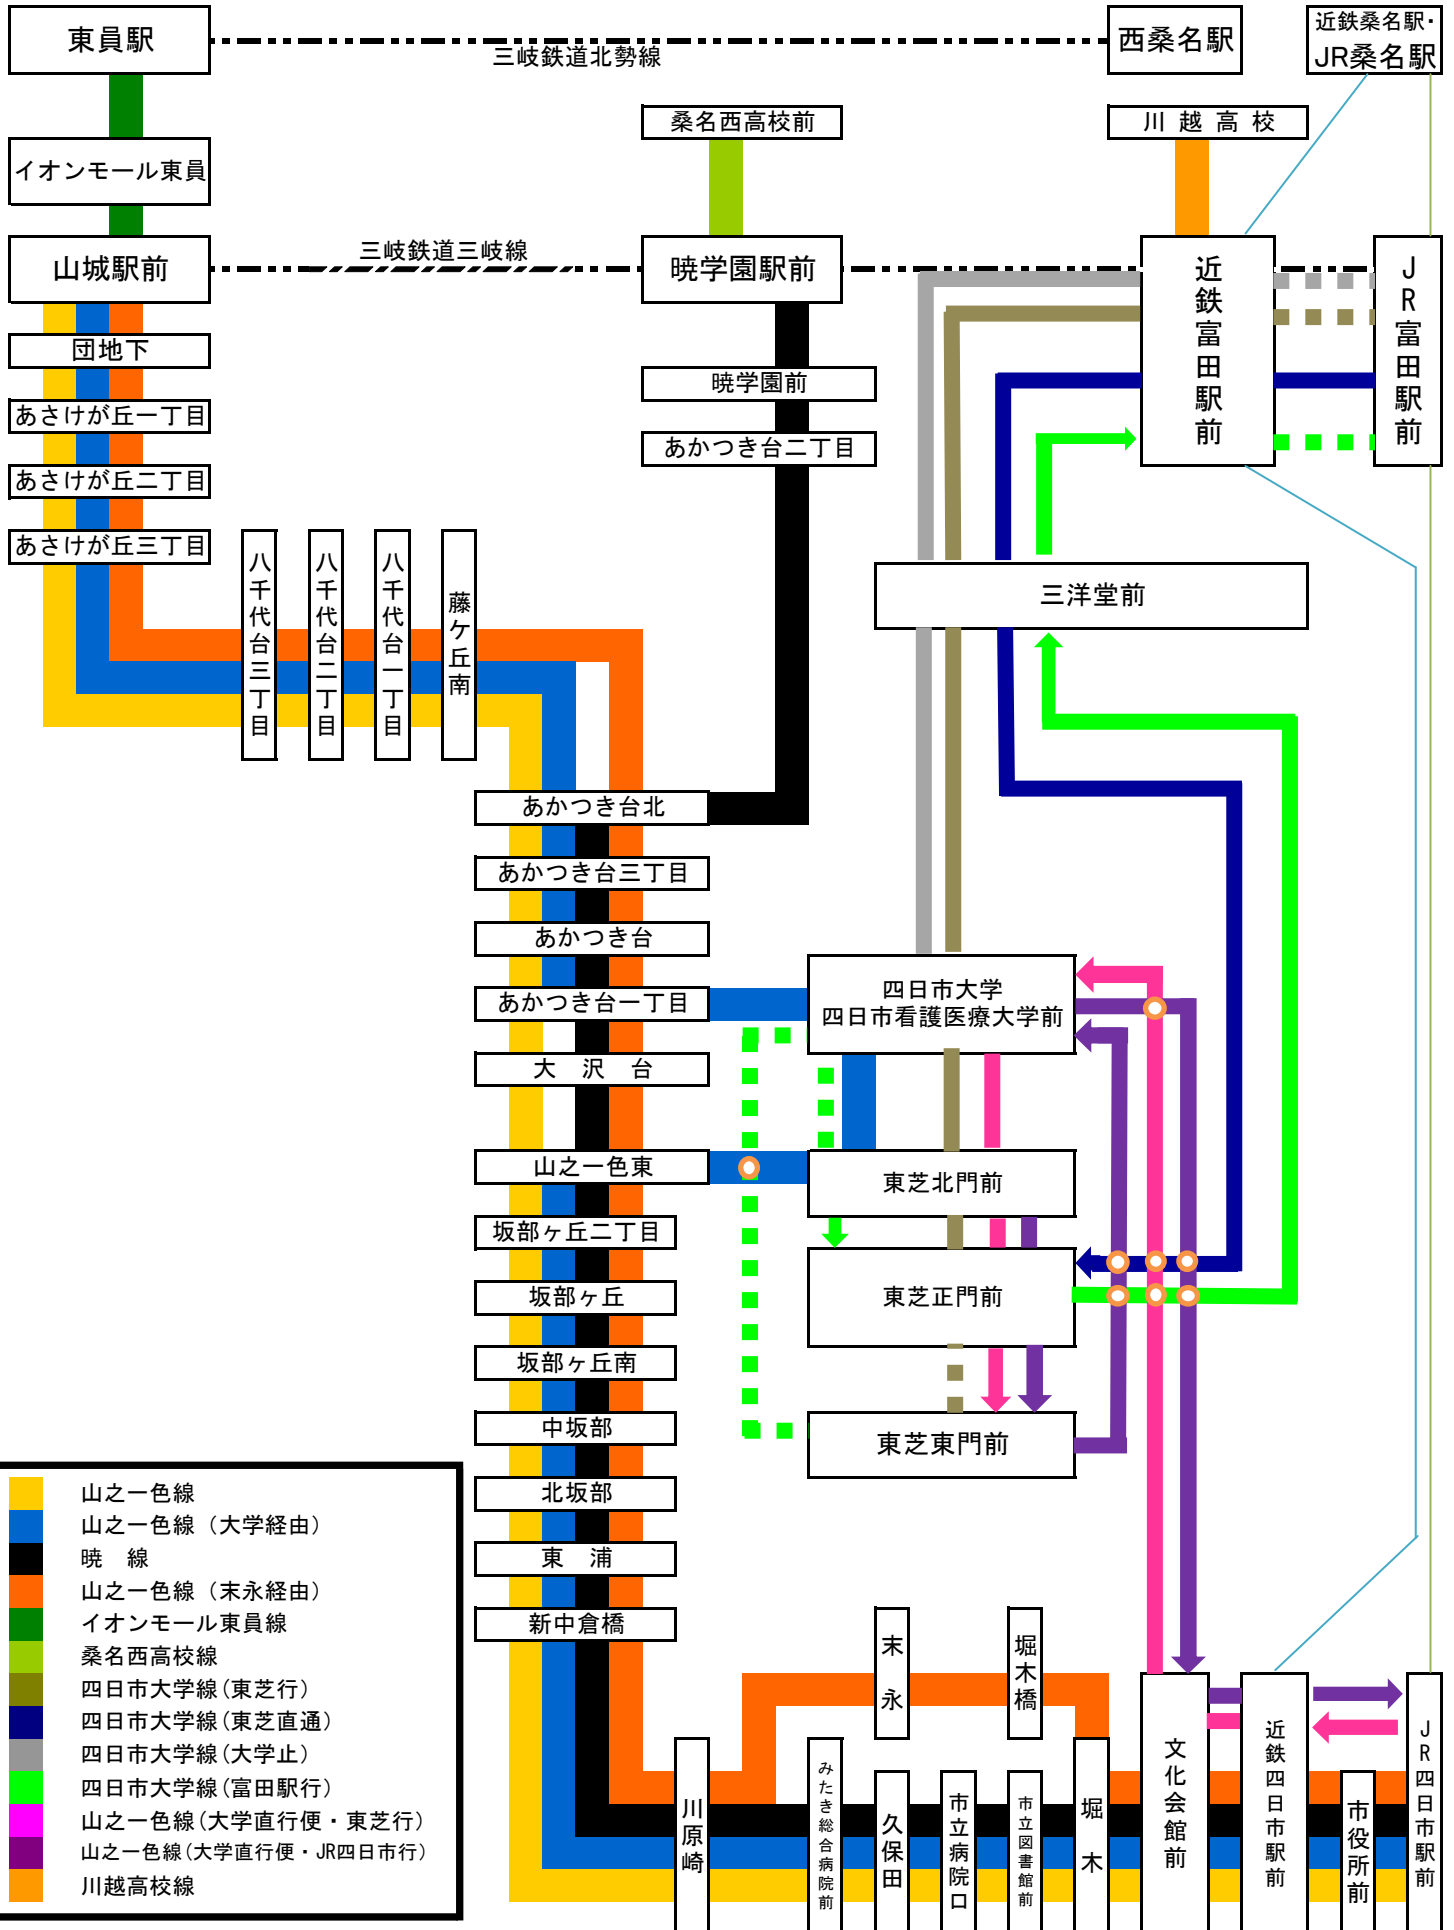 東員駅
三岐鉄道北勢線
西桑名駅
近鉄桑名駅・
JR桑名駅
桑名西高校前
川越高校
イオンモール東員
山城駅前
三岐鉄道三岐線
暁学園駅前
近鉄富田駅前
JR富田駅前
団地下
暁学園前
あさけが丘一丁目
あかつき台二丁目
あさけが丘二丁目
あさけが丘三丁目
八千代台三丁目
八千代台二丁目
八千代台一丁目
藤ケ丘南
三洋堂前
あかつき台北
あかつき台三丁目
あかつき台
あかつき台一丁目
四日市大学
四日市看護医療大学前
大沢台
山之一色東
東芝北門前
坂部ヶ丘二丁目
坂部ヶ丘
東芝正門前
坂部ヶ丘南
中坂部
東芝東門前
北坂部
東浦
新中倉橋
末永
堀木橋
川原崎
みたき総合病院前
久保田
市立病院口
市立図書館前
堀木
文化会館前
近鉄四日市駅前
市役所前
JR四日市駅前
山之一色線
山之一色線（大学経由）
暁　線
山之一色線（末永経由）
イオンモール東員線
桑名西高校線
四日市大学線(東芝行)
四日市大学線(東芝直通)
四日市大学線(大学止)
四日市大学線(富田駅行)
山之一色線(大学直行便・東芝行)
山之一色線(大学直行便・JR四日市行)
川越高校線